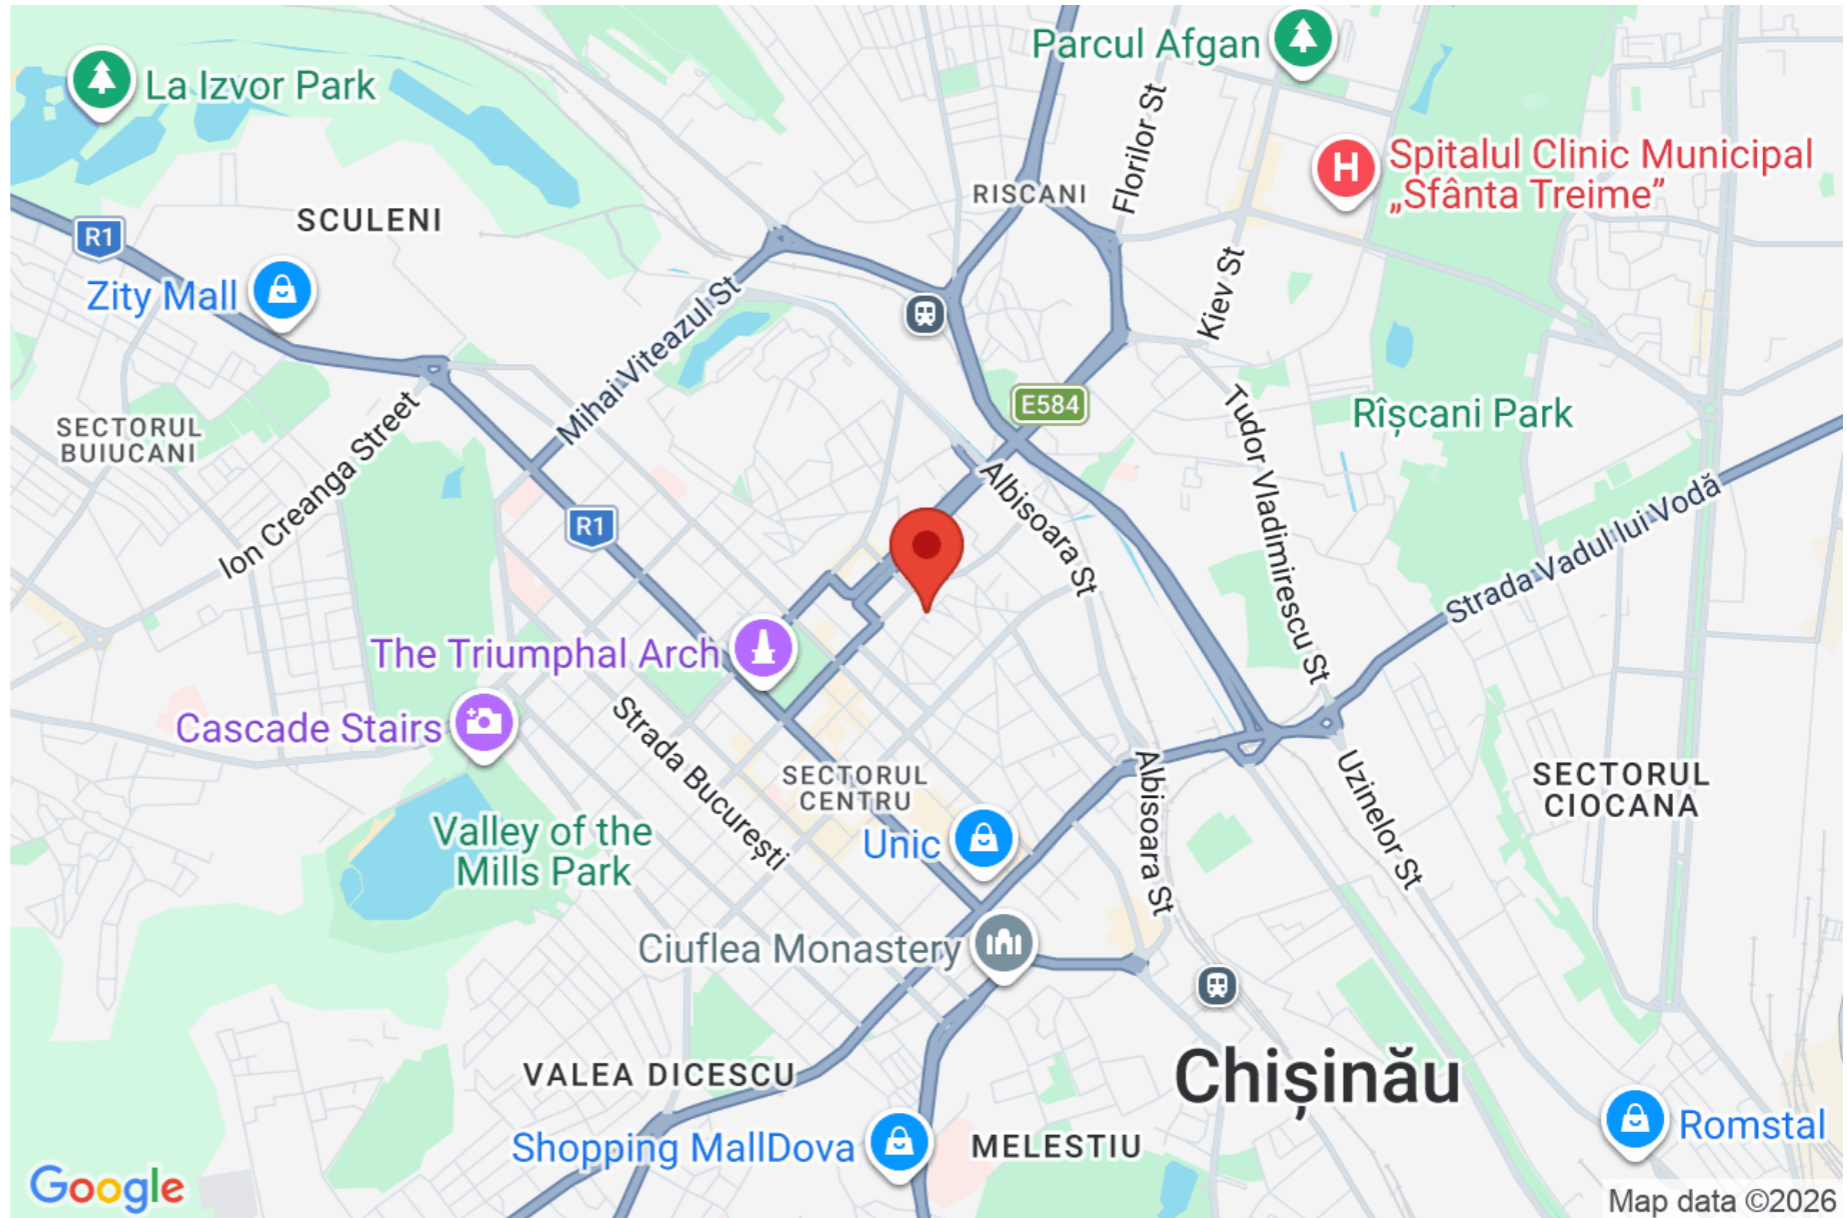 Parcul Afgan
La Izvor Park
Florilor St
Spitalul Clinic Municipal
„Sfânta Treime”
H
RISCANI
SCULENI
R1
Zity Mall
Kiev St
Mihai Viteazul St
E584
Tudor Vladimirescu St
Rîșcani Park
SECTORUL
BUIUCANI
Ion Creanga Street
Albisoara St
R1
Strada Vadul lui Vodă
The Triumphal Arch
Cascade Stairs
Strada București
SECTORUL
CENTRU
Albisoara St
Uzinelor St
SECTORUL
CIOCANA
Valley of the
Mills Park
Unic
Ciuflea Monastery
VALEA DICESCU
Chișinău
Shopping MallDova
MELESTIU
Romstal
Google
Map data ©2026